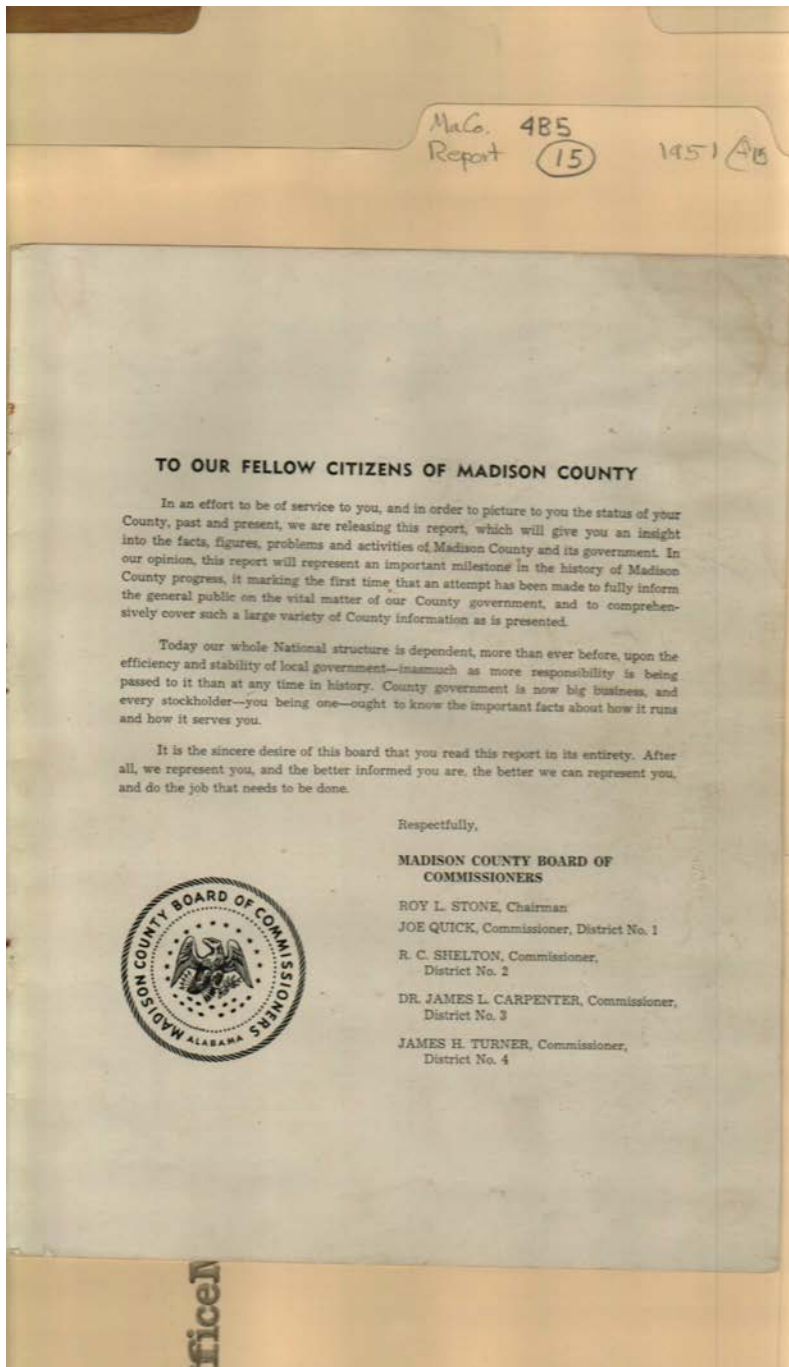 MaCo. 485
Report 15 1951
TO OUR FELLOW CITIZENS OF MADISON COUNTY
In an effort to be of service to you, and in order to picture to you the status of your
County, past and present, we are releasing this report, which will give you an insight
into the facts, figures, problems and activities of Madison County and its government. In
our opinion, this report will represent an important milestone in the history of Madison
County progress, it marking the first time that an attempt has been made to fully inform
the general public on the vital matter of our County government, and to comprehen-
sively cover such a large variety of County information as is presented.
Today our whole National structure is dependent, more than ever before, upon the
efficiency and stability of local government—inasmuch as more responsibility is being
passed to it than at any time in history. County government is now big business, and
every stockholder—you being one—ought to know the important facts about how it runs
and how it serves you.
It is the sincere desire of this board that you read this report in its entirety. After
all, we represent you, and the better informed you are, the better we can represent you,
and do the job that needs to be done.
Respectfully,
MADISON COUNTY BOARD OF
COMMISSIONERS
ROY L. STONE, Chairman
JOE QUICK, Commissioner, District No. 1
R. C. SHELTON, Commissioner,
District No. 2
DR. JAMES L. CARPENTER, Commissioner,
District No. 3
JAMES H. TURNER, Commissioner,
District No. 4
MADISON COUNTY BOARD OF COMMISSIONERS
ALABAMA